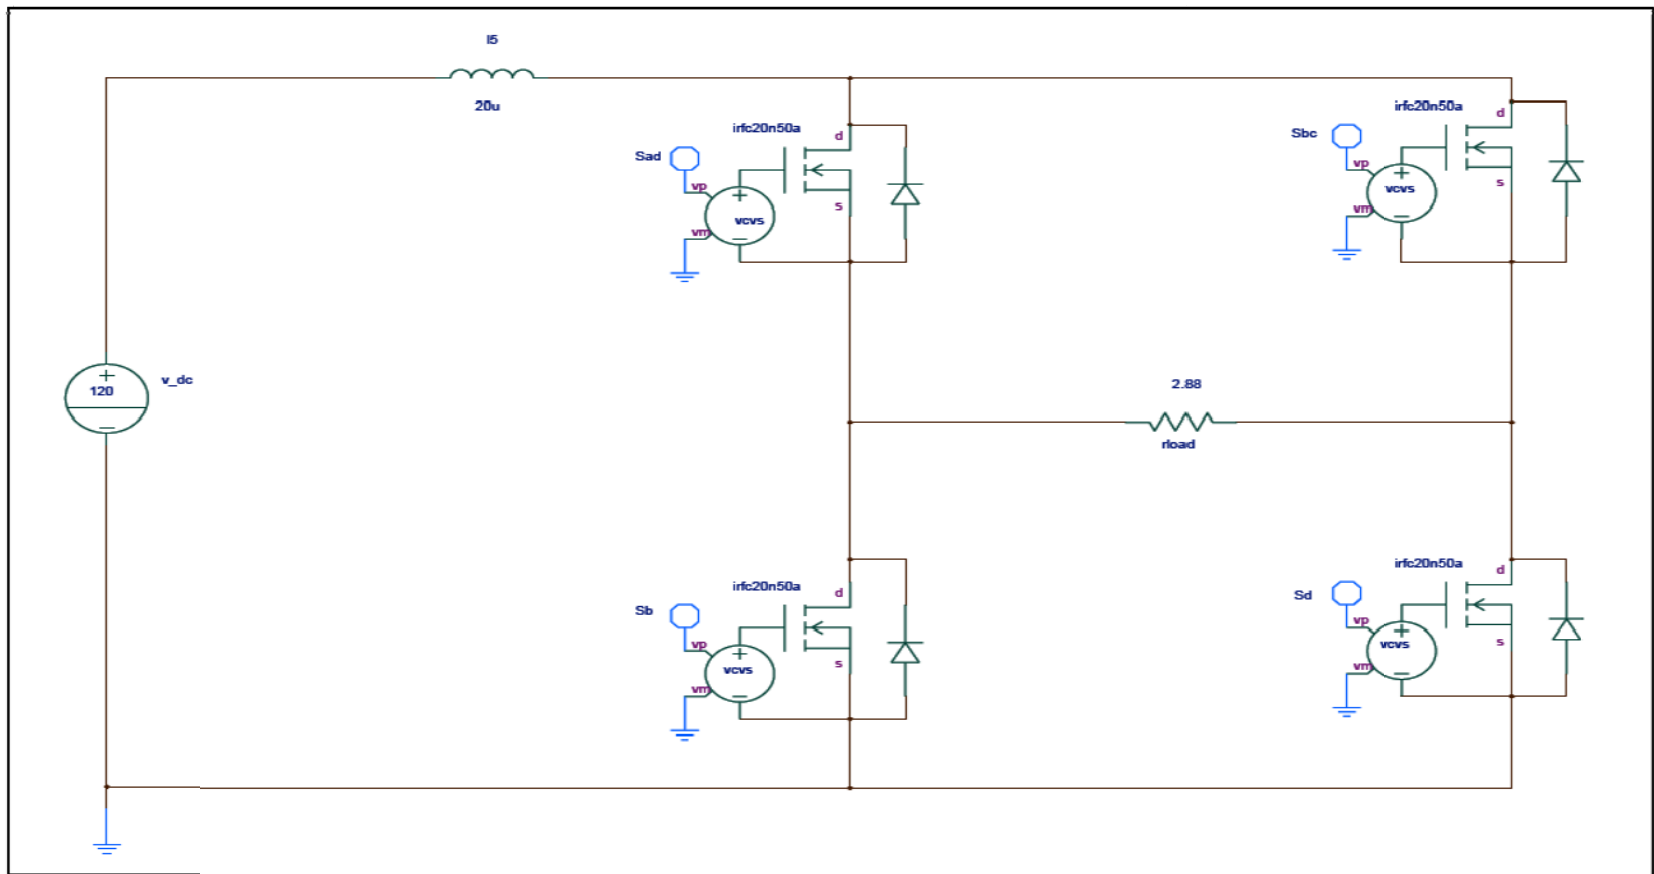 l5
20u
irfc20n50a
d
Sad
vp
+
vcvs
vm
−
s
irfc20n50a
d
Sbc
vp
+
vcvs
vm
−
s
+
120
−
v_dc
2.88
rload
irfc20n50a
d
Sb
vp
+
vcvs
vm
−
s
irfc20n50a
d
Sd
vp
+
vcvs
vm
−
s